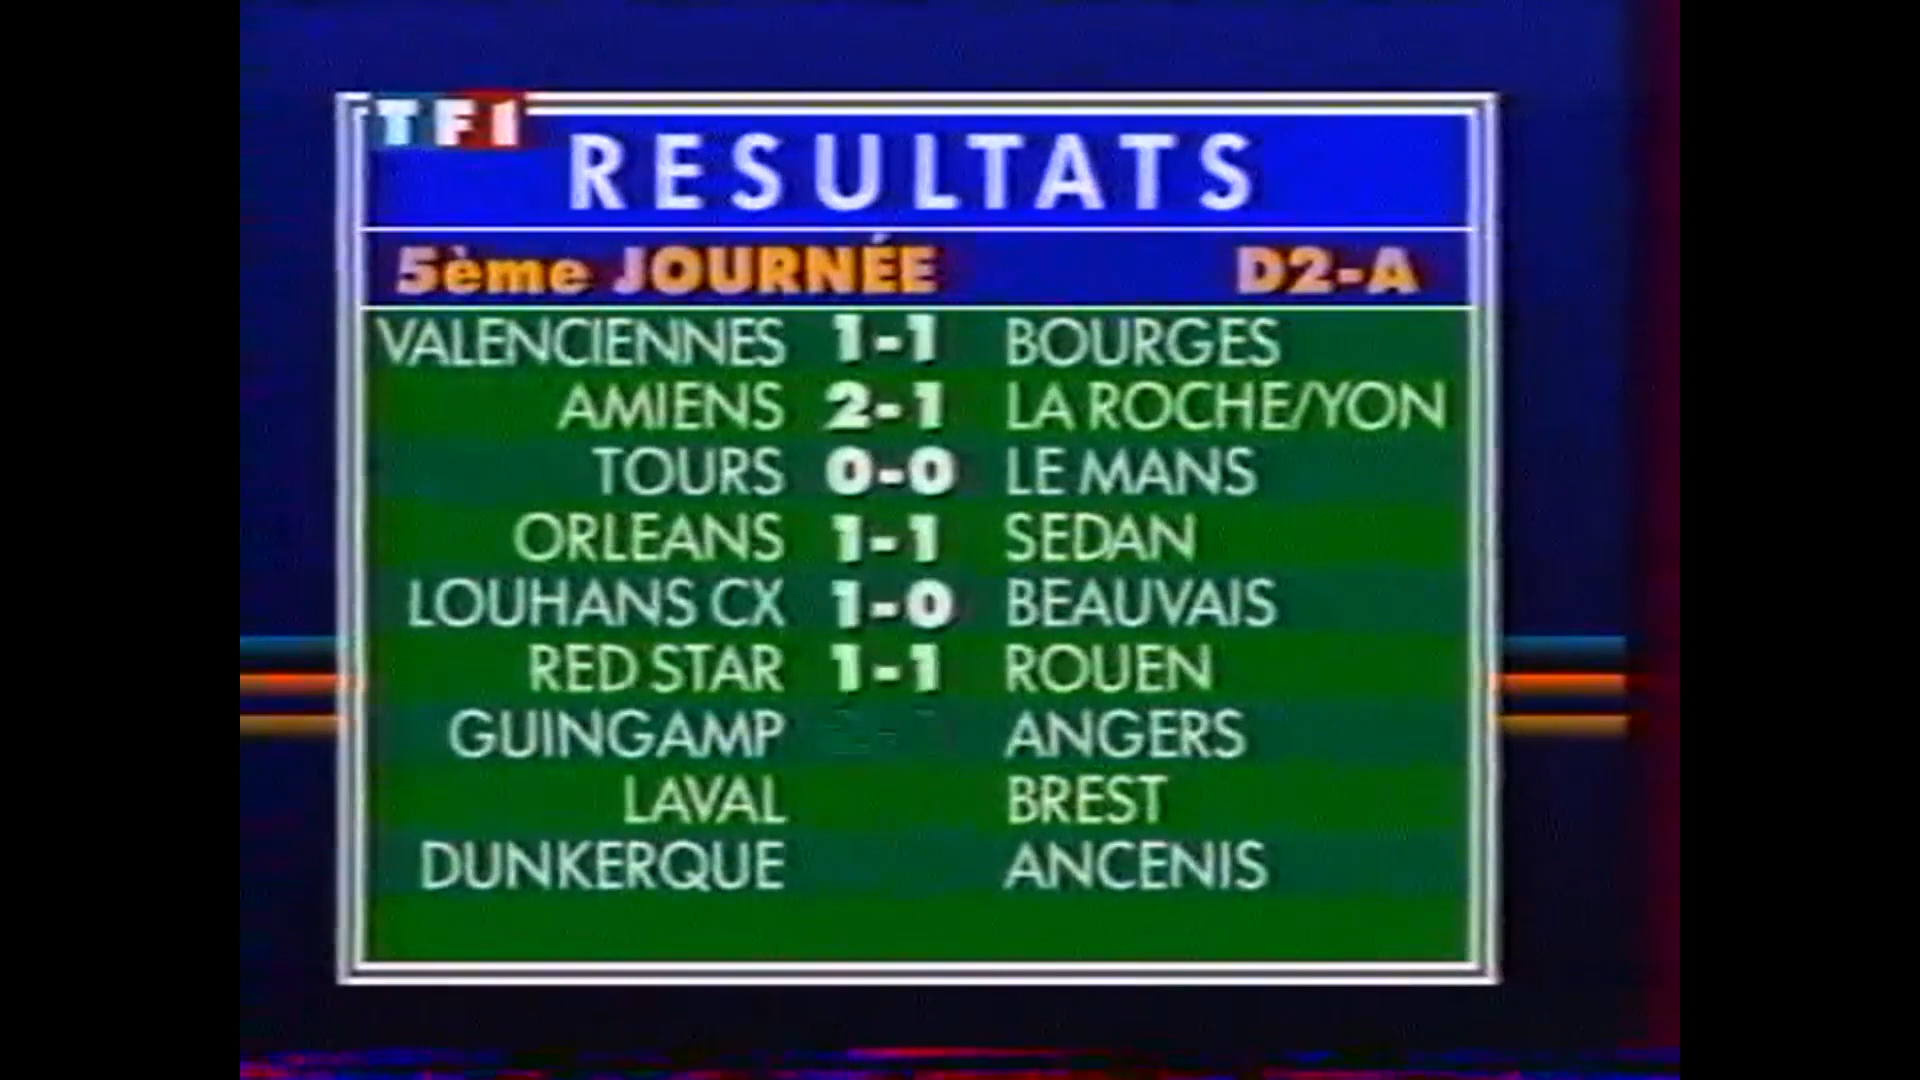 TF1
RESULTATS
5ème JOURNÉE D2-A
VALENCIENNES 1-1 BOURGES
AMIENS 2-1 LA ROCHE/YON
TOURS 0-0 LE MANS
ORLEANS 1-1 SEDAN
LOUHANS CX 1-0 BEAUVAIS
RED STAR 1-1 ROUEN
GUINGAMP ANGERS
LAVAL BREST
DUNKERQUE ANCENIS